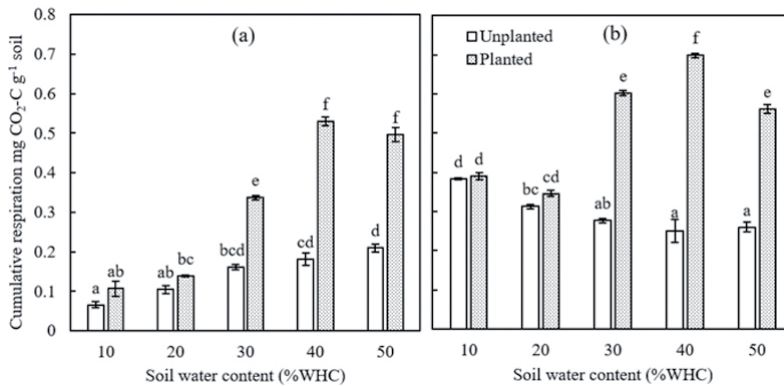 Cumulative respiration mg CO₂-C g⁻¹ soil
0.8
0.7
0.6
0.5
0.4
0.3
0.2
0.1
0
(a)
a ab ab bc bcd e cd f d f
10 20 30 40 50
Soil water content (%WHC)
(b)
Unplanted
Planted
d d bc cd ab e a f a e
10 20 30 40 50
Soil water content (%WHC)